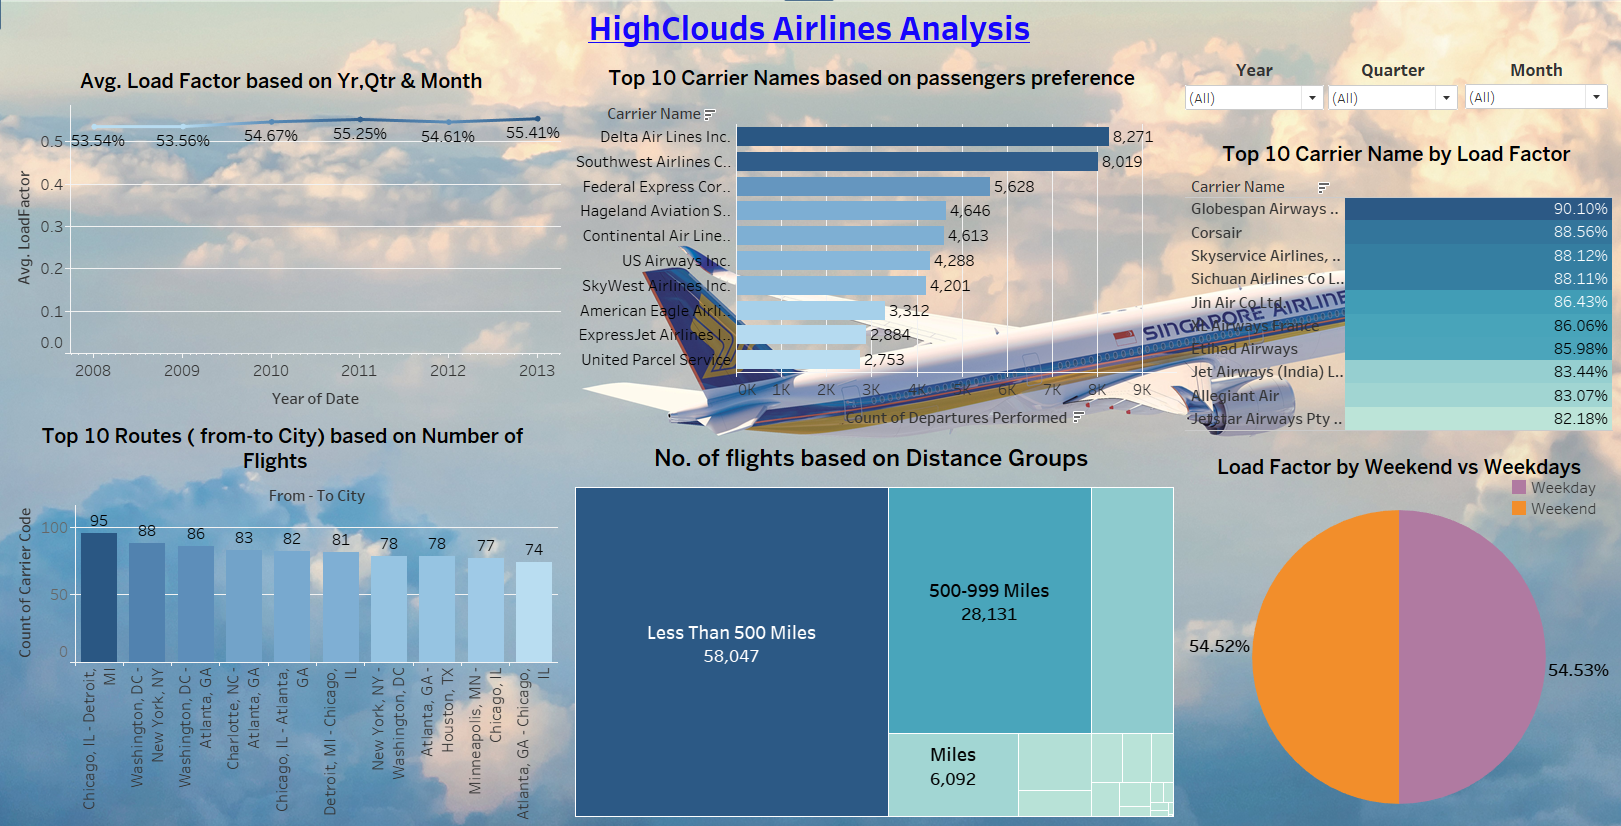 HighClouds Airlines Analysis
Avg. Load Factor based on Yr,Qtr & Month
Avg. LoadFactor
0.5
0.4
0.3
0.2
0.1
0.0
53.54%
53.56%
54.67%
55.25%
54.61%
55.41%
2008
2009
2010
2011
2012
2013
Year of Date
Top 10 Carrier Names based on passengers preference
Carrier Name
Delta Air Lines Inc.
8,271
Southwest Airlines C..
8,019
Federal Express Cor..
5,628
Hageland Aviation S..
4,646
Continental Air Line..
4,613
US Airways Inc.
4,288
SkyWest Airlines Inc.
4,201
American Eagle Airli..
3,312
ExpressJet Airlines I..
2,884
United Parcel Service
2,753
0K
1K
2K
3K
4K
5K
6K
7K
8K
9K
Count of Departures Performed
SINGAPORE AIRLINE
Year
Quarter
Month
(All)
(All)
(All)
Top 10 Carrier Name by Load Factor
Carrier Name
Globespan Airways ..
90.10%
Corsair
88.56%
Skyservice Airlines, ..
88.12%
Sichuan Airlines Co L..
88.11%
Jin Air Co Ltd.
86.43%
Airways France
86.06%
Etihad Airways
85.98%
Jet Airways (India) L..
83.44%
Allegiant Air
83.07%
Jetstar Airways Pty ..
82.18%
Top 10 Routes ( from-to City) based on Number of
Flights
From - To City
Count of Carrier Code
100
50
0
95
88
86
83
82
81
78
78
77
74
Chicago, IL - Detroit,
MI
Washington, DC -
New York, NY
Washington, DC -
Atlanta, GA
Charlotte, NC -
Atlanta, GA
Chicago, IL - Atlanta,
GA
Detroit, MI - Chicago,
IL
New York, NY -
Washington, DC
Atlanta, GA -
Houston, TX
Minneapolis, MN -
Chicago, IL
Atlanta, GA - Chicago,
IL
No. of flights based on Distance Groups
Less Than 500 Miles
58,047
500-999 Miles
28,131
Miles
6,092
Load Factor by Weekend vs Weekdays
Weekday
Weekend
54.52%
54.53%